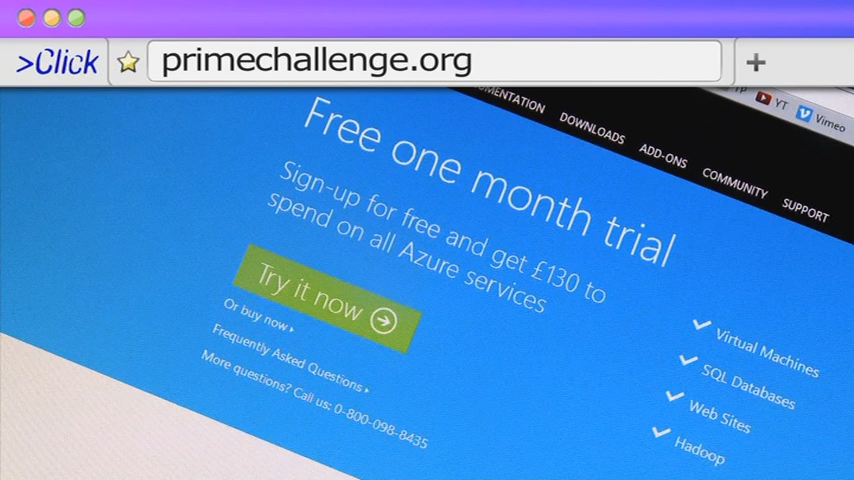 >Click
primechallenge.org
+
YT
Vimeo
DOWNLOADS
ADD-ONS
COMMUNITY
SUPPORT
Free one month trial
Sign-up for free and get £130 to
spend on all Azure services
Try it now
Or buy now
Frequently Asked Questions
More questions? Call us: 0-800-098-8435
Virtual Machines
SQL Databases
Web Sites
Hadoop